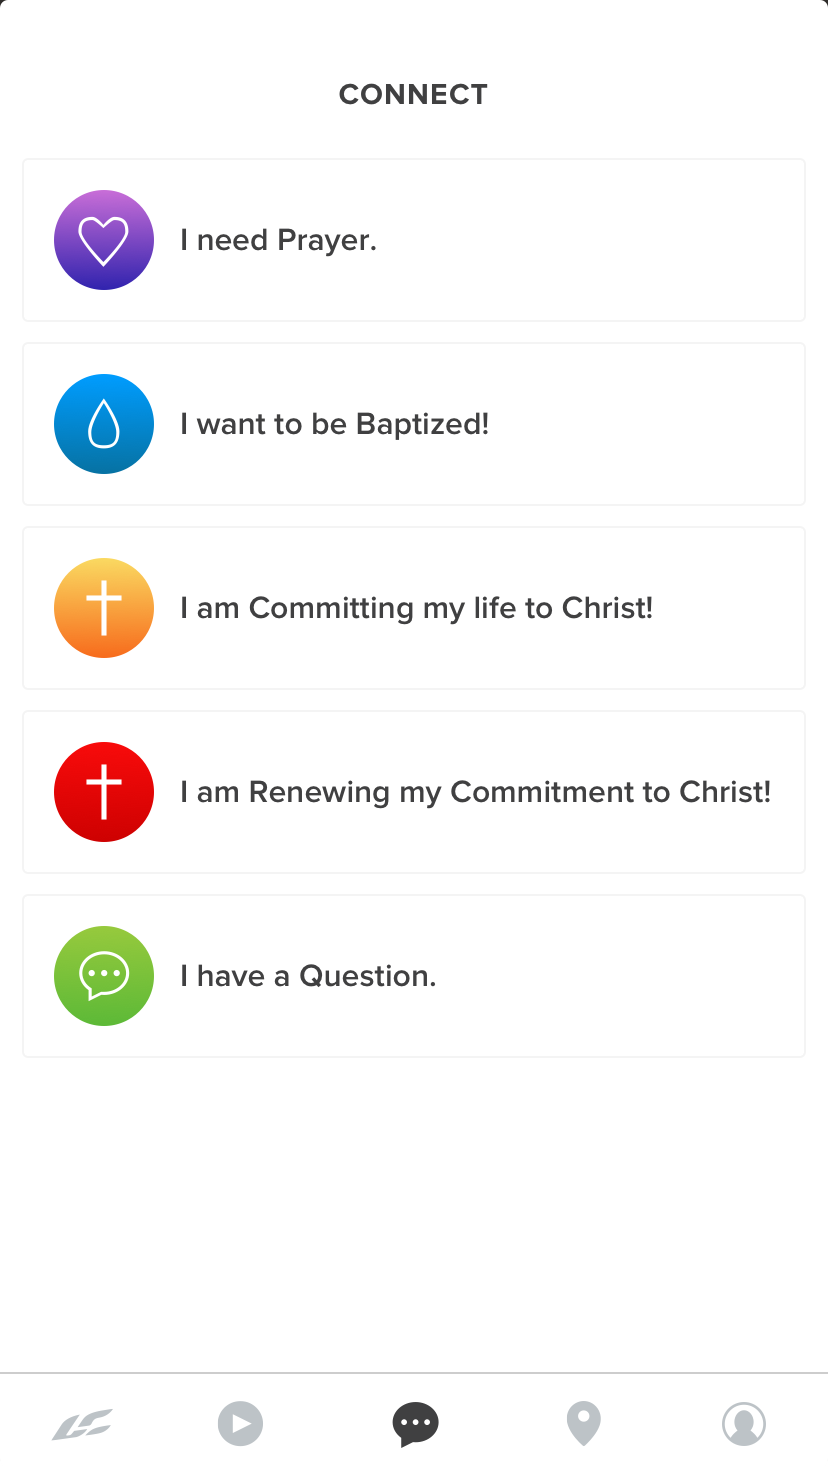 CONNECT
I need Prayer.
I want to be Baptized!
I am Committing my life to Christ!
I am Renewing my Commitment to Christ!
I have a Question.